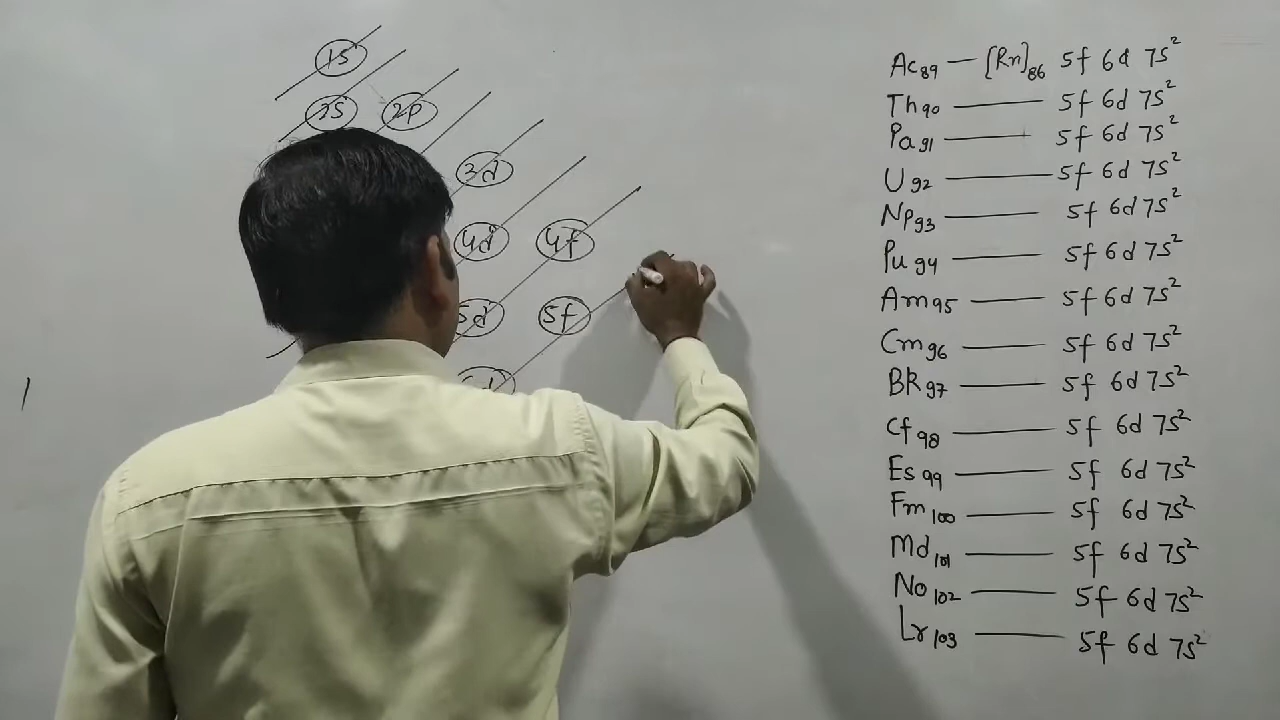 1s
2s 2p
3d
4d 4f
5d 5f
Ac89 — [Rn]86 5f 6d 7s²
Th90 — 5f 6d 7s²
Pa91 — 5f 6d 7s²
U92 — 5f 6d 7s²
Np93 — 5f 6d 7s²
Pu94 — 5f 6d 7s²
Am95 — 5f 6d 7s²
Cm96 — 5f 6d 7s²
BR97 — 5f 6d 7s²
Cf98 — 5f 6d 7s²
Es99 — 5f 6d 7s²
Fm100 — 5f 6d 7s²
Md101 — 5f 6d 7s²
No102 — 5f 6d 7s²
Lr103 — 5f 6d 7s²